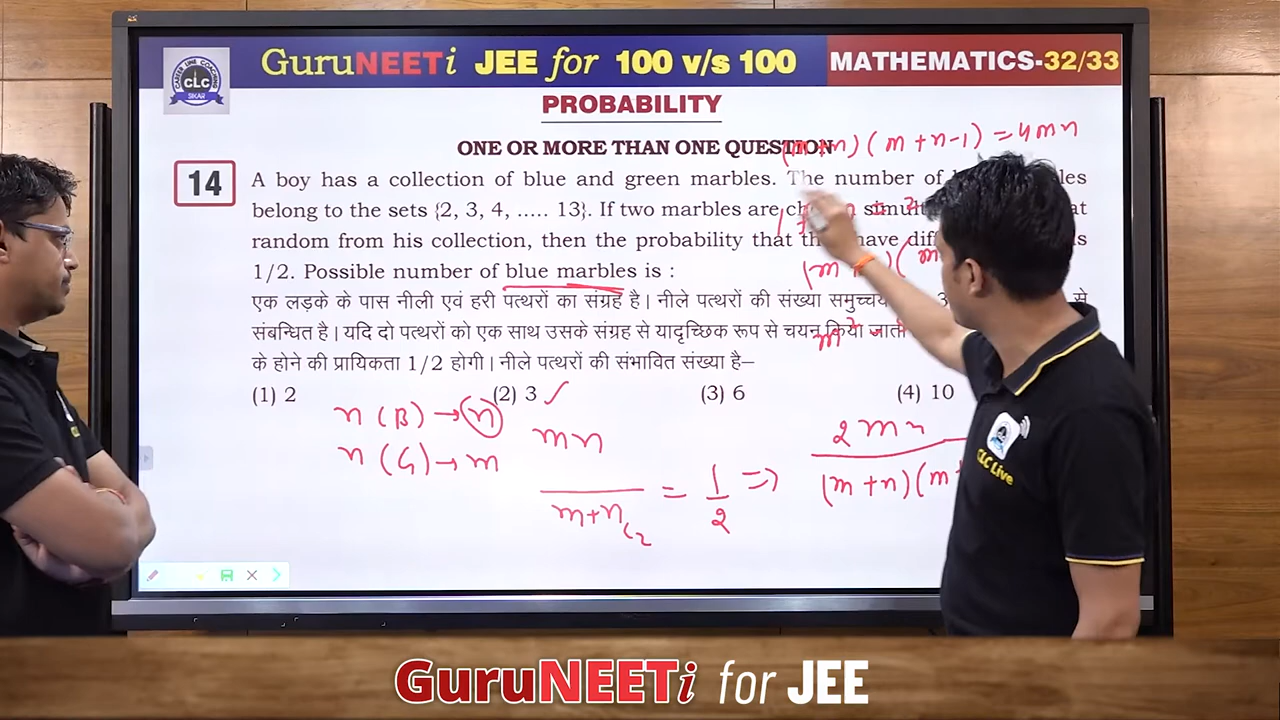 GuruNEETi JEE for 100 v/s 100 MATHEMATICS-32/33
CLC
SIKAR
PROBABILITY
ONE OR MORE THAN ONE QUESTION
(m+n)(m+n-1)=4mn
14
A boy has a collection of blue and green marbles. The number of
belong to the sets {2, 3, 4, ..... 13}. If two marbles are
random from his collection, then the probability that have
1/2. Possible number of blue marbles is :
एक लड़के के पास नीली एवं हरी पत्थरों का संग्रह है। नीले पत्थरों की संख्या समुच्चय से
संबन्धित है। यदि दो पत्थरों को एक साथ उसके संग्रह से यादृच्छिक रूप से चयन किया
के होने की प्रायिकता 1/2 होगी। नीले पत्थरों की संभावित संख्या है–
(1) 2 (2) 3 ✓ (3) 6 (4) 10
n(B)→n
n(G)→m
mn
m+nC2
= 1/2 ⇒
2mn
(m+n)(m
CLC Live
GuruNEETi for JEE